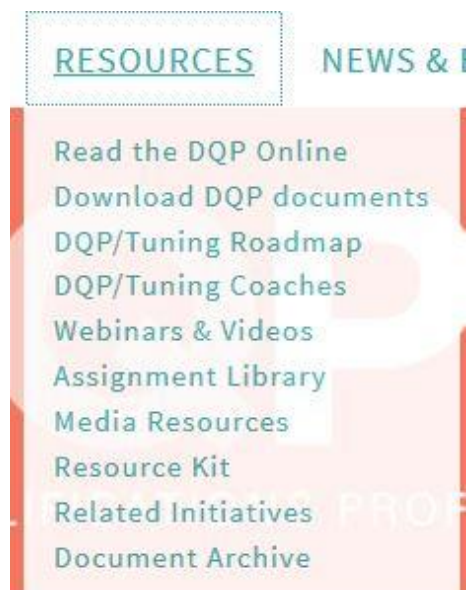 RESOURCES NEWS &
Read the DQP Online
Download DQP documents
DQP/Tuning Roadmap
DQP/Tuning Coaches
Webinars & Videos
Assignment Library
Media Resources
Resource Kit
Related Initiatives
Document Archive